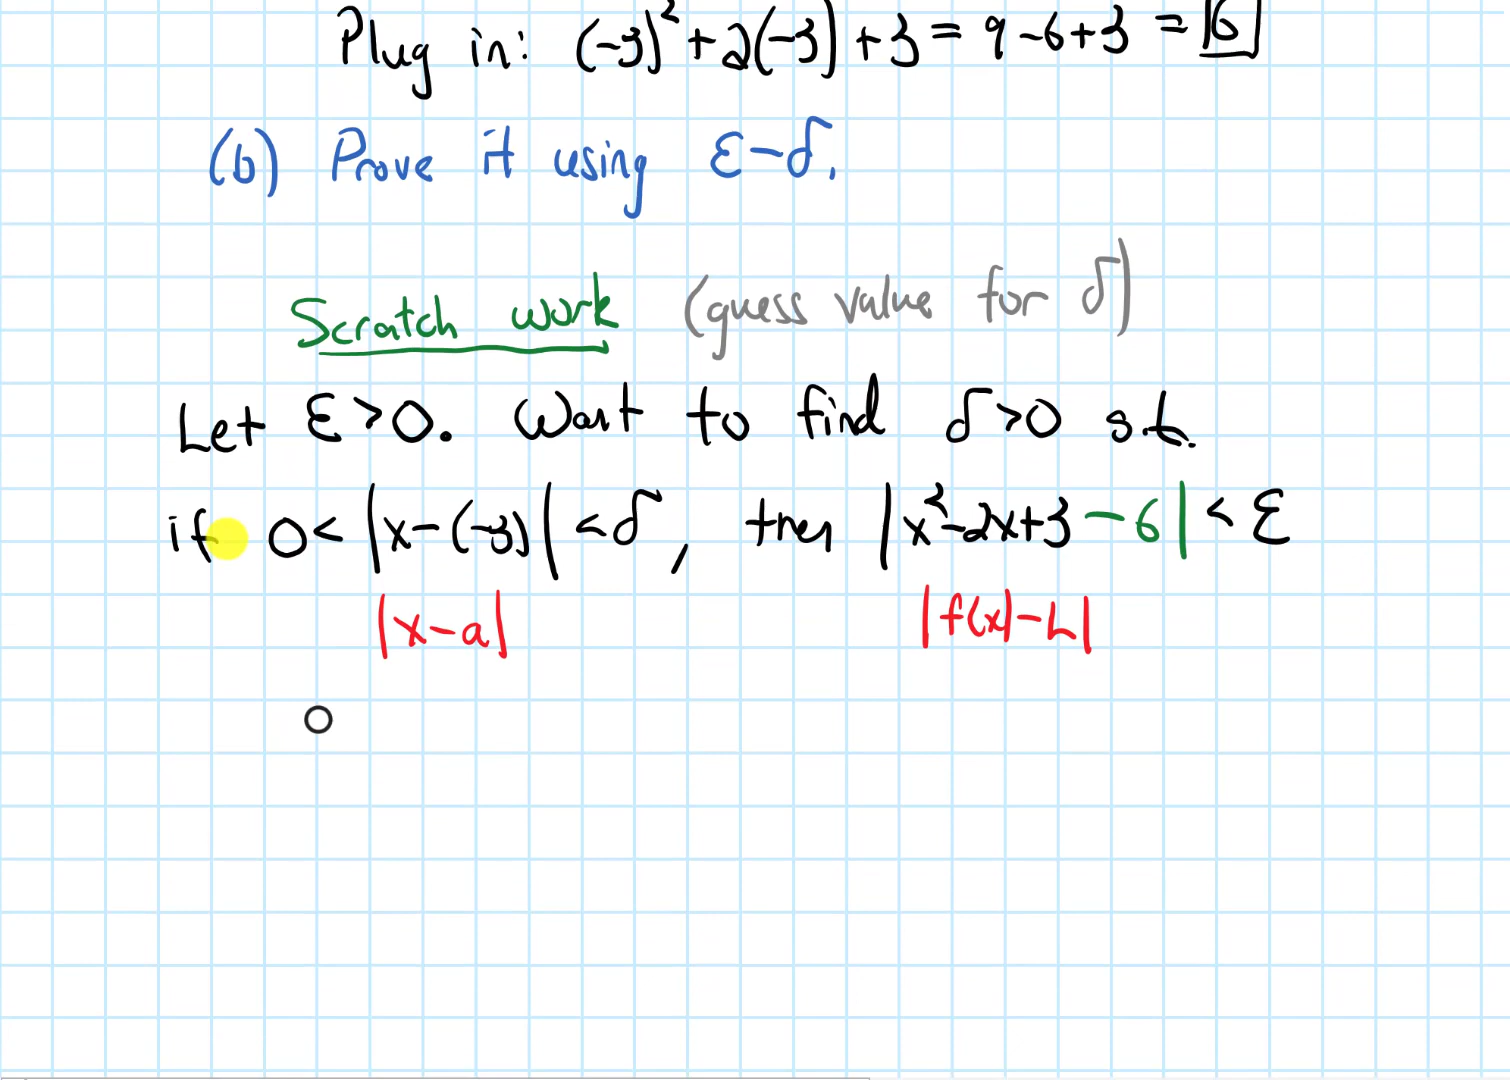 Plug in: (-3)² + 2(-3) + 3 = 9 - 6 + 3 = 6
(b) Prove it using ε-δ.
Scratch work (guess value for δ)
Let ε > 0. Want to find δ > 0 s.t.
if 0 < |x - (-3)| < δ, then |x² - 2x + 3 - 6| < ε
|x - a| |f(x) - L|